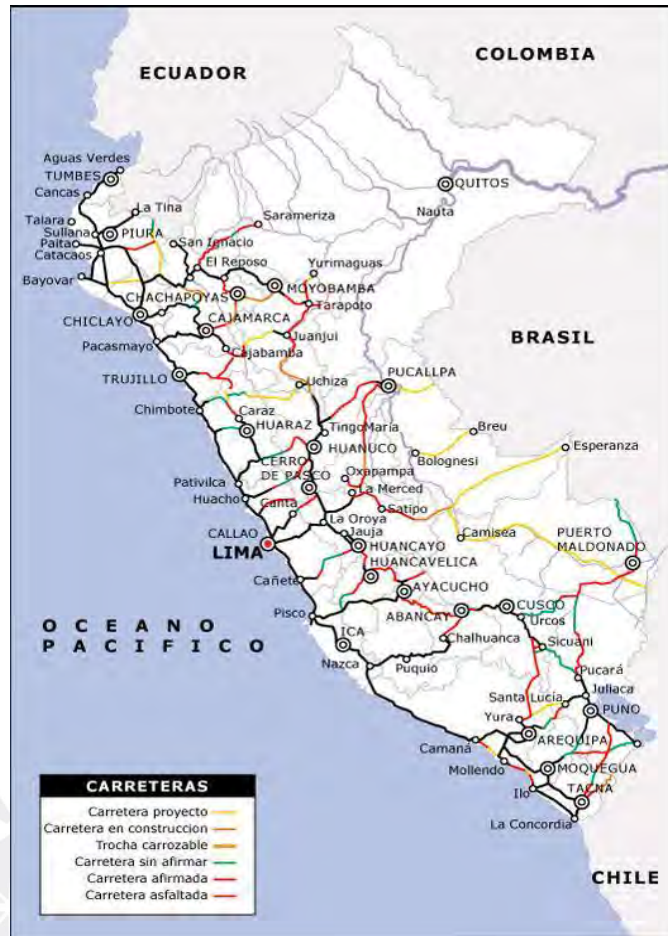 ECUADOR
COLOMBIA
Aguas Verdes
TUMBES
Cancas
La Tina
QUITOS
Talara
Sullana
Sarameriza
Nauta
PIURA
San Ignacio
Paita
Catacaos
El Reposo
Yurimaguas
Bayovar
CHACHAPOYAS
MOYOBAMBA
Tarapoto
CHICLAYO
CAJAMARCA
BRASIL
Pacasmayo
Cajabamba
Juanjui
TRUJILLO
Uchiza
PUCALLPA
Chimbote
Caraz
HUARAZ
TingoMaría
Breu
HUANUCO
Bolognesi
Esperanza
CERRO
DE PASCO
Oxapampa
Pativilca
La Merced
Huacho
Canta
Satipo
Camisea
CALLAO
La Oroya
Jauja
PUERTO
MALDONADO
LIMA
HUANCAYO
HUANCAVELICA
Cañete
AYACUCHO
CUSCO
Pisco
ABANCAY
Urcos
OCEANO
PACIFICO
ICA
Chalhuanca
Sicuani
Nazca
Puquio
Pucará
Santa Lucía
Juliaca
Yura
PUNO
Camaná
AREQUIPA
Mollendo
MOQUEGUA
Ilo
TACNA
La Concordia
CHILE
CARRETERAS
Carretera proyecto
Carretera en construccion
Trocha carrozable
Carretera sin afirmar
Carretera afirmada
Carretera asfaltada